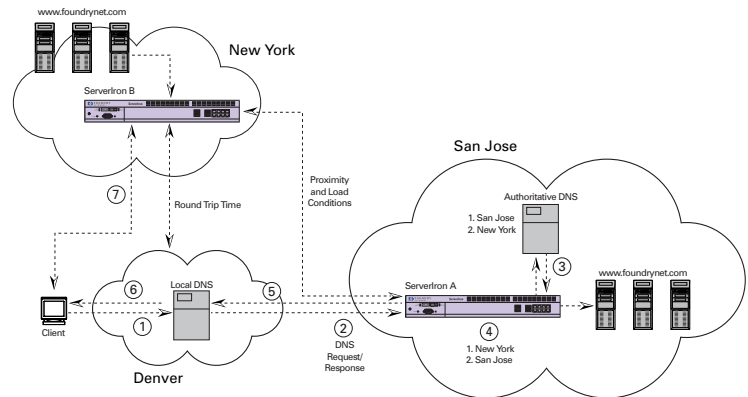 www.foundrynet.com
New York
ServerIron B
San Jose
7
Round Trip Time
Proximity
and Load
Conditions
Authoritative DNS
1. San Jose
2. New York
3
www.foundrynet.com
6
Local DNS
5
ServerIron A
Client
1
2
DNS
Request/
Response
4
1. New York
2. San Jose
Denver